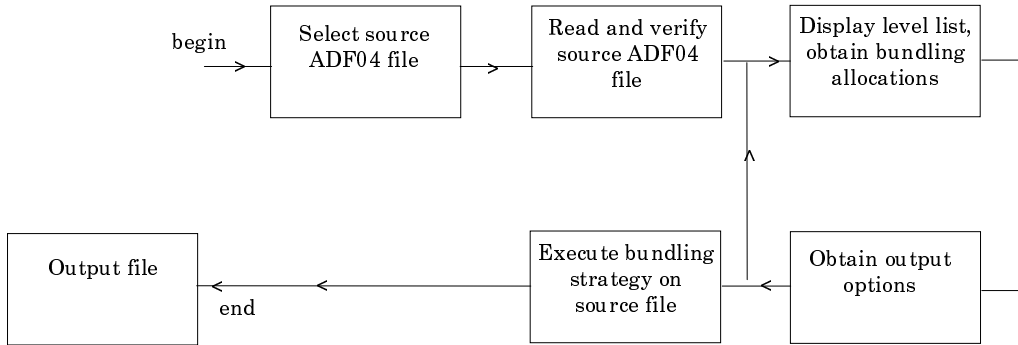 begin
Select source
ADF04 file
Read and verify
source ADF04
file
Display level list,
obtain bundling
allocations
Output file
end
Execute bundling
strategy on
source file
Obtain output
options